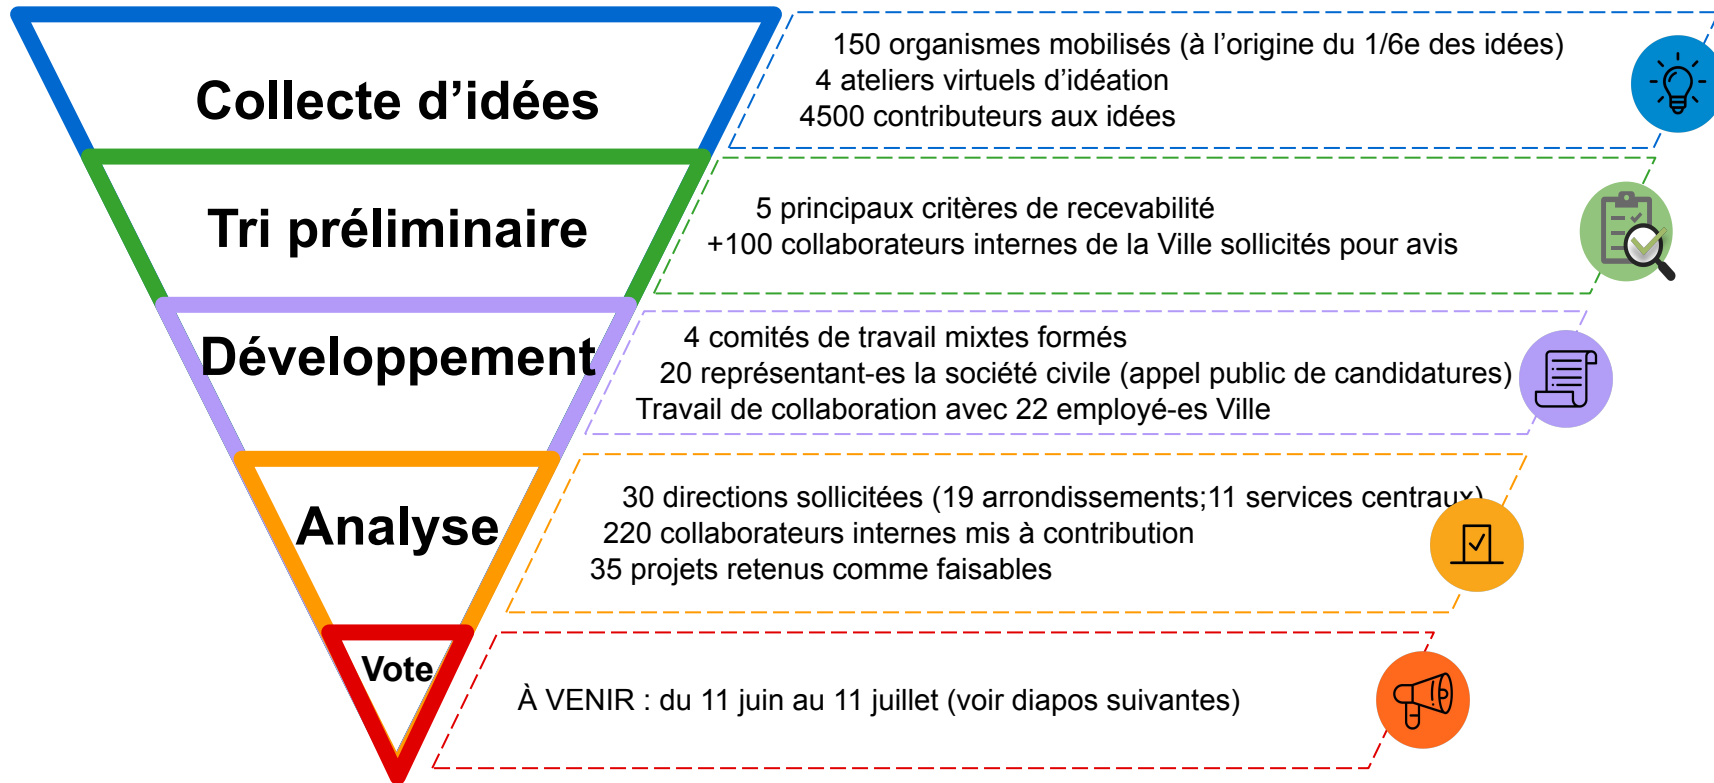 Collecte d’idées
150 organismes mobilisés (à l’origine du 1/6e des idées)
4 ateliers virtuels d’idéation
4500 contributeurs aux idées
Tri préliminaire
5 principaux critères de recevabilité
+100 collaborateurs internes de la Ville sollicités pour avis
Développement
4 comités de travail mixtes formés
20 représentant-es la société civile (appel public de candidatures)
Travail de collaboration avec 22 employé-es Ville
Analyse
30 directions sollicitées (19 arrondissements;11 services centraux)
220 collaborateurs internes mis à contribution
35 projets retenus comme faisables
Vote
À VENIR : du 11 juin au 11 juillet (voir diapos suivantes)